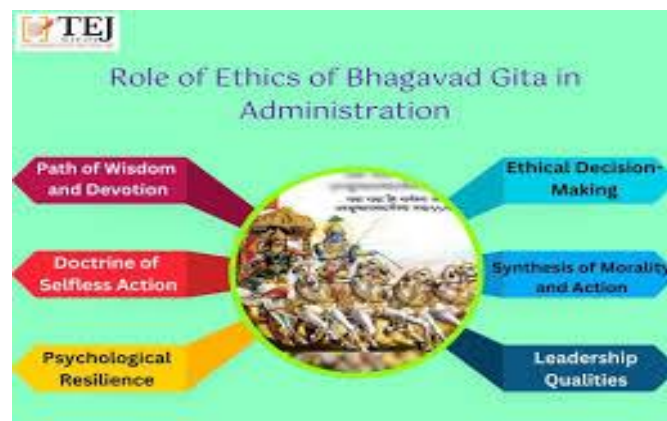 TEJ
Role of Ethics of Bhagavad Gita in
Administration
Path of Wisdom
and Devotion
Doctrine of
Selfless Action
Psychological
Resilience
Ethical Decision-
Making
Synthesis of Morality
and Action
Leadership
Qualities